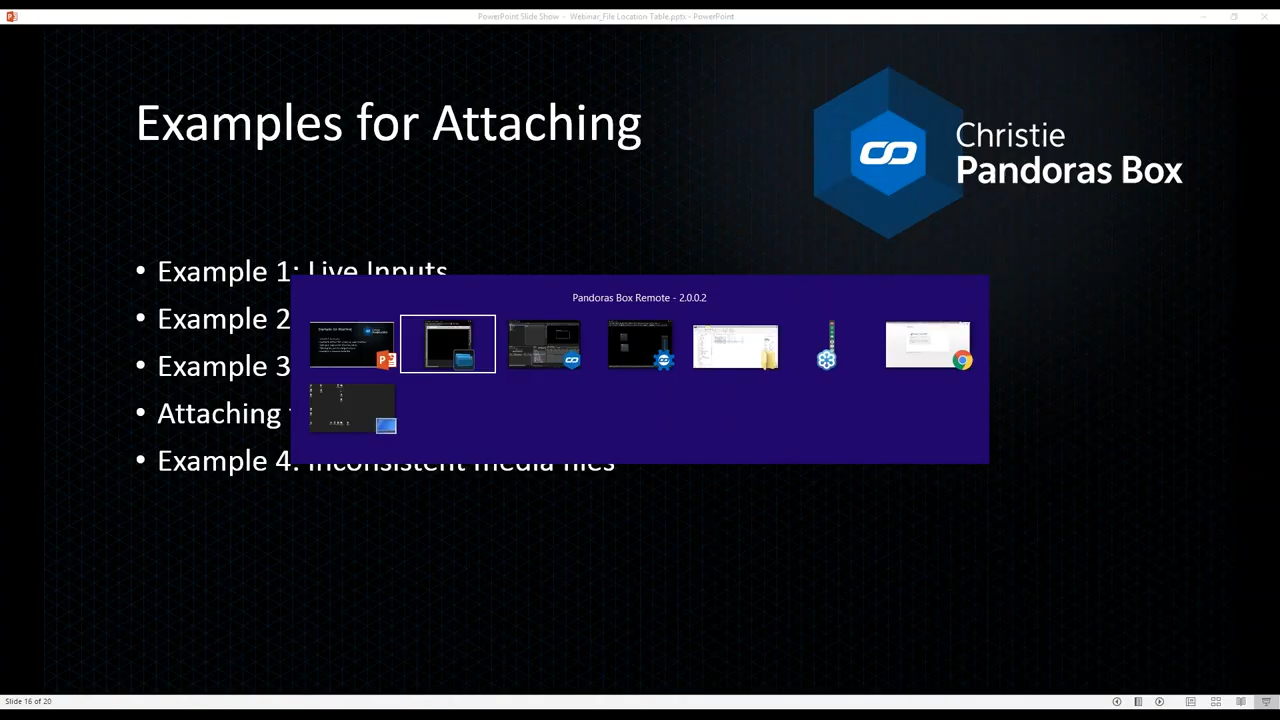 PowerPoint Slide Show - Webinar_File Location Table.pptx - PowerPoint
Examples for Attaching
Christie
Pandoras Box
• Example 1: Live Inputs
• Example 2
• Example 3
• Attaching
• Example 4: Inconsistent media files
Pandoras Box Remote - 2.0.0.2
Slide 16 of 20